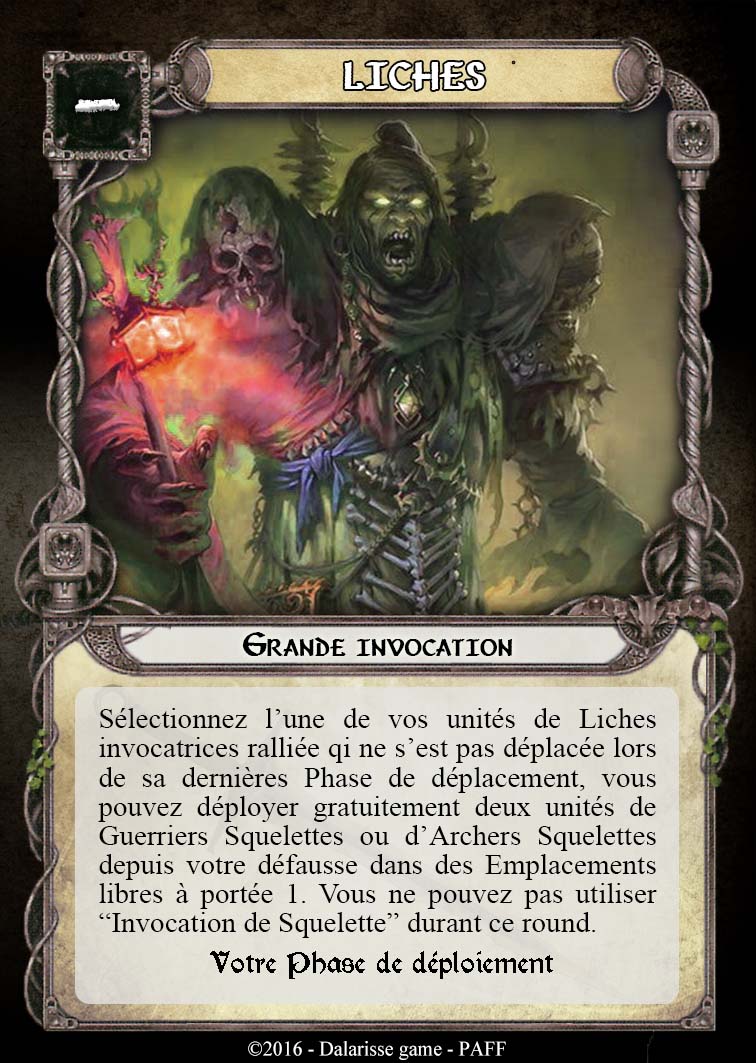 LICHES
-
GRANDE INVOCATION
Sélectionnez l’une de vos unités de Liches
invocatrices ralliée qi ne s’est pas déplacée lors
de sa dernières Phase de déplacement, vous
pouvez déployer gratuitement deux unités de
Guerriers Squelettes ou d’Archers Squelettes
depuis votre défausse dans des Emplacements
libres à portée 1. Vous ne pouvez pas utiliser
“Invocation de Squelette” durant ce round.
Votre Phase de déploiement
©2016 - Dalarisse game - PAFF